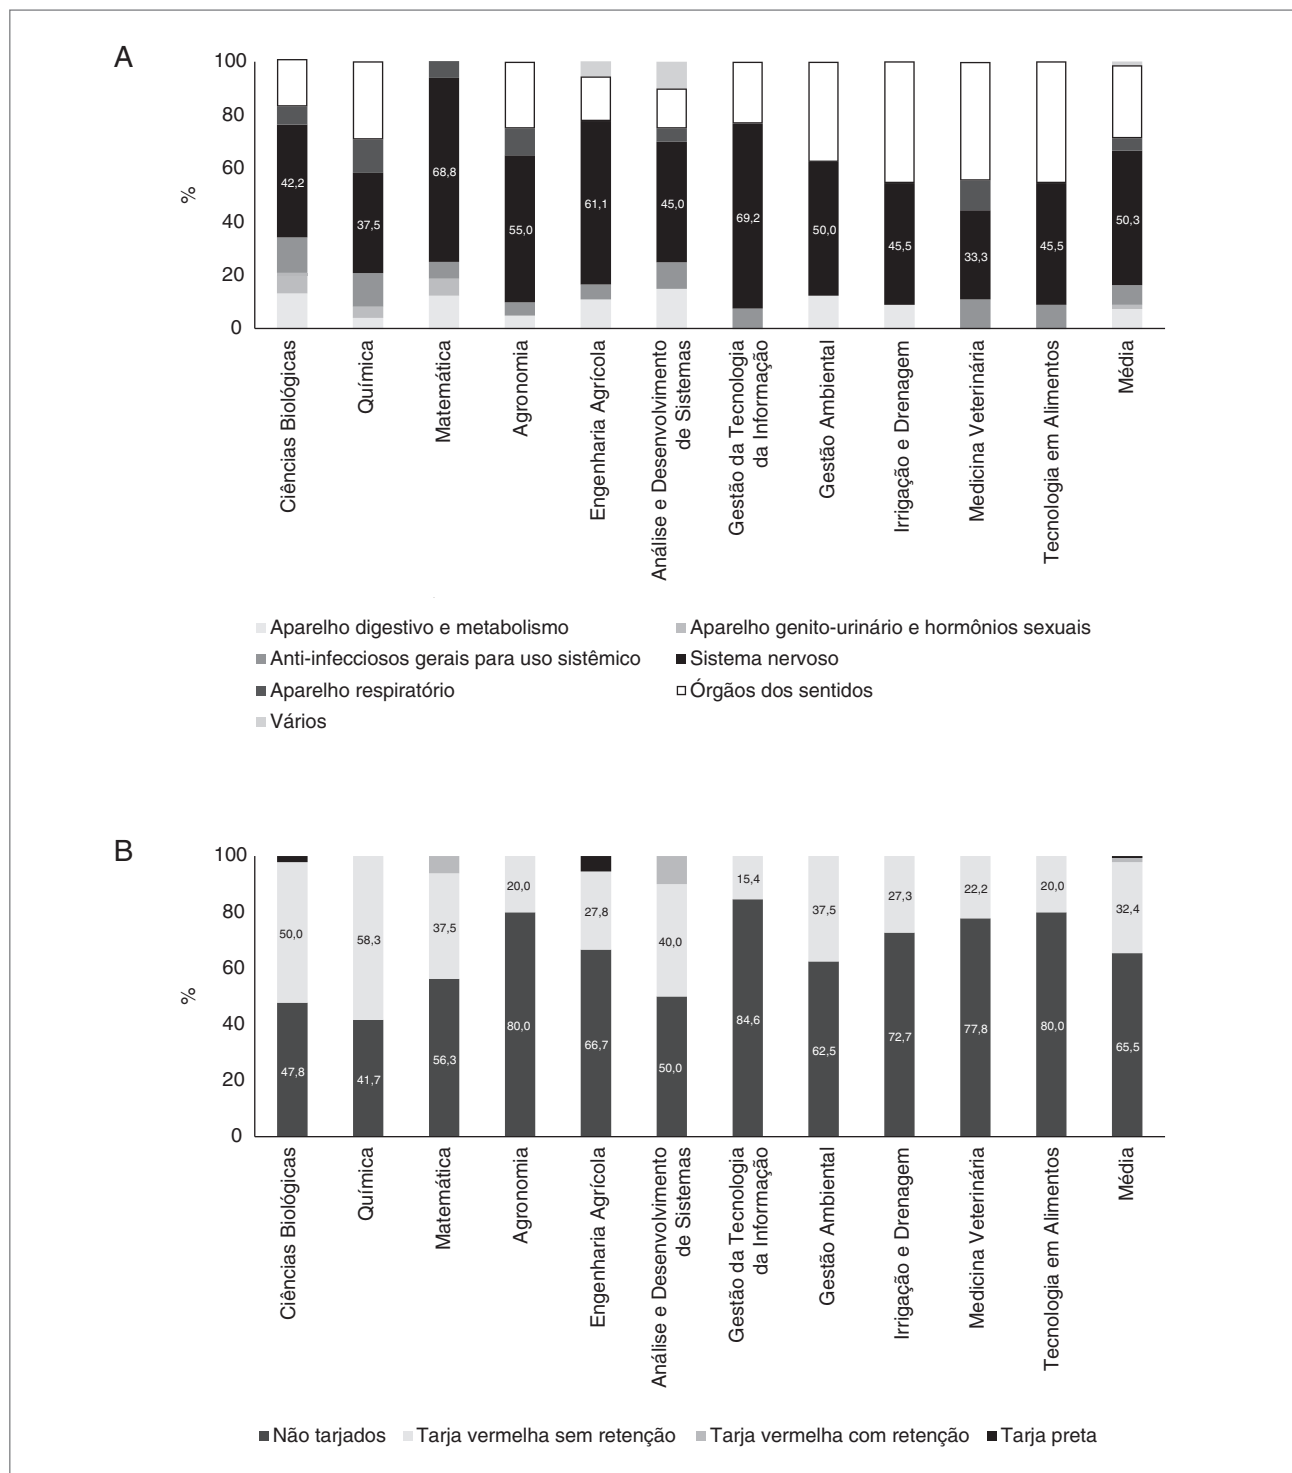 A
100
80
60
40
20
0
%
42,2
37,5
68,8
55,0
61,1
45,0
69,2
50,0
45,5
33,3
45,5
50,3
Ciências Biológicas
Química
Matemática
Agronomia
Engenharia Agrícola
Análise e Desenvolvimento
de Sistemas
Gestão da Tecnologia
da Informação
Gestão Ambiental
Irrigação e Drenagem
Medicina Veterinária
Tecnologia em Alimentos
Média
Aparelho digestivo e metabolismo
Aparelho genito-urinário e hormônios sexuais
Anti-infecciosos gerais para uso sistêmico
Sistema nervoso
Aparelho respiratório
Órgãos dos sentidos
Vários
B
100
80
60
40
20
0
%
50,0
47,8
58,3
41,7
37,5
56,3
20,0
80,0
27,8
66,7
40,0
50,0
15,4
84,6
37,5
62,5
27,3
72,7
22,2
77,8
20,0
80,0
32,4
65,5
Ciências Biológicas
Química
Matemática
Agronomia
Engenharia Agrícola
Análise e Desenvolvimento
de Sistemas
Gestão da Tecnologia
da Informação
Gestão Ambiental
Irrigação e Drenagem
Medicina Veterinária
Tecnologia em Alimentos
Média
Não tarjados
Tarja vermelha sem retenção
Tarja vermelha com retenção
Tarja preta